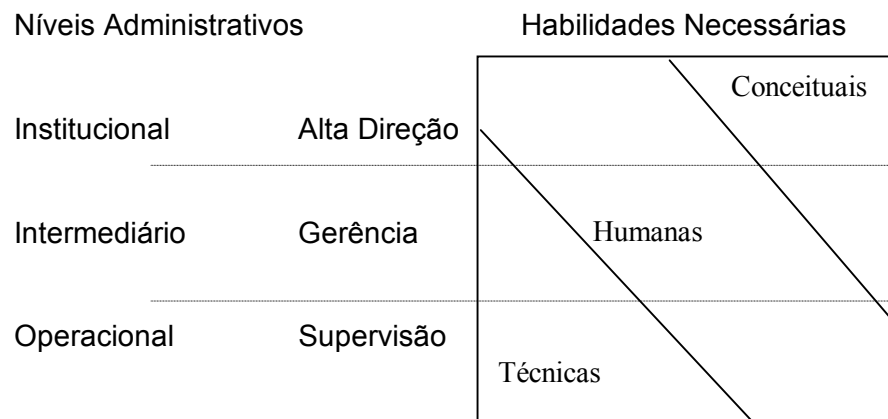 Níveis Administrativos Habilidades Necessárias
Conceituais
Institucional Alta Direção
Intermediário Gerência Humanas
Operacional Supervisão
Técnicas